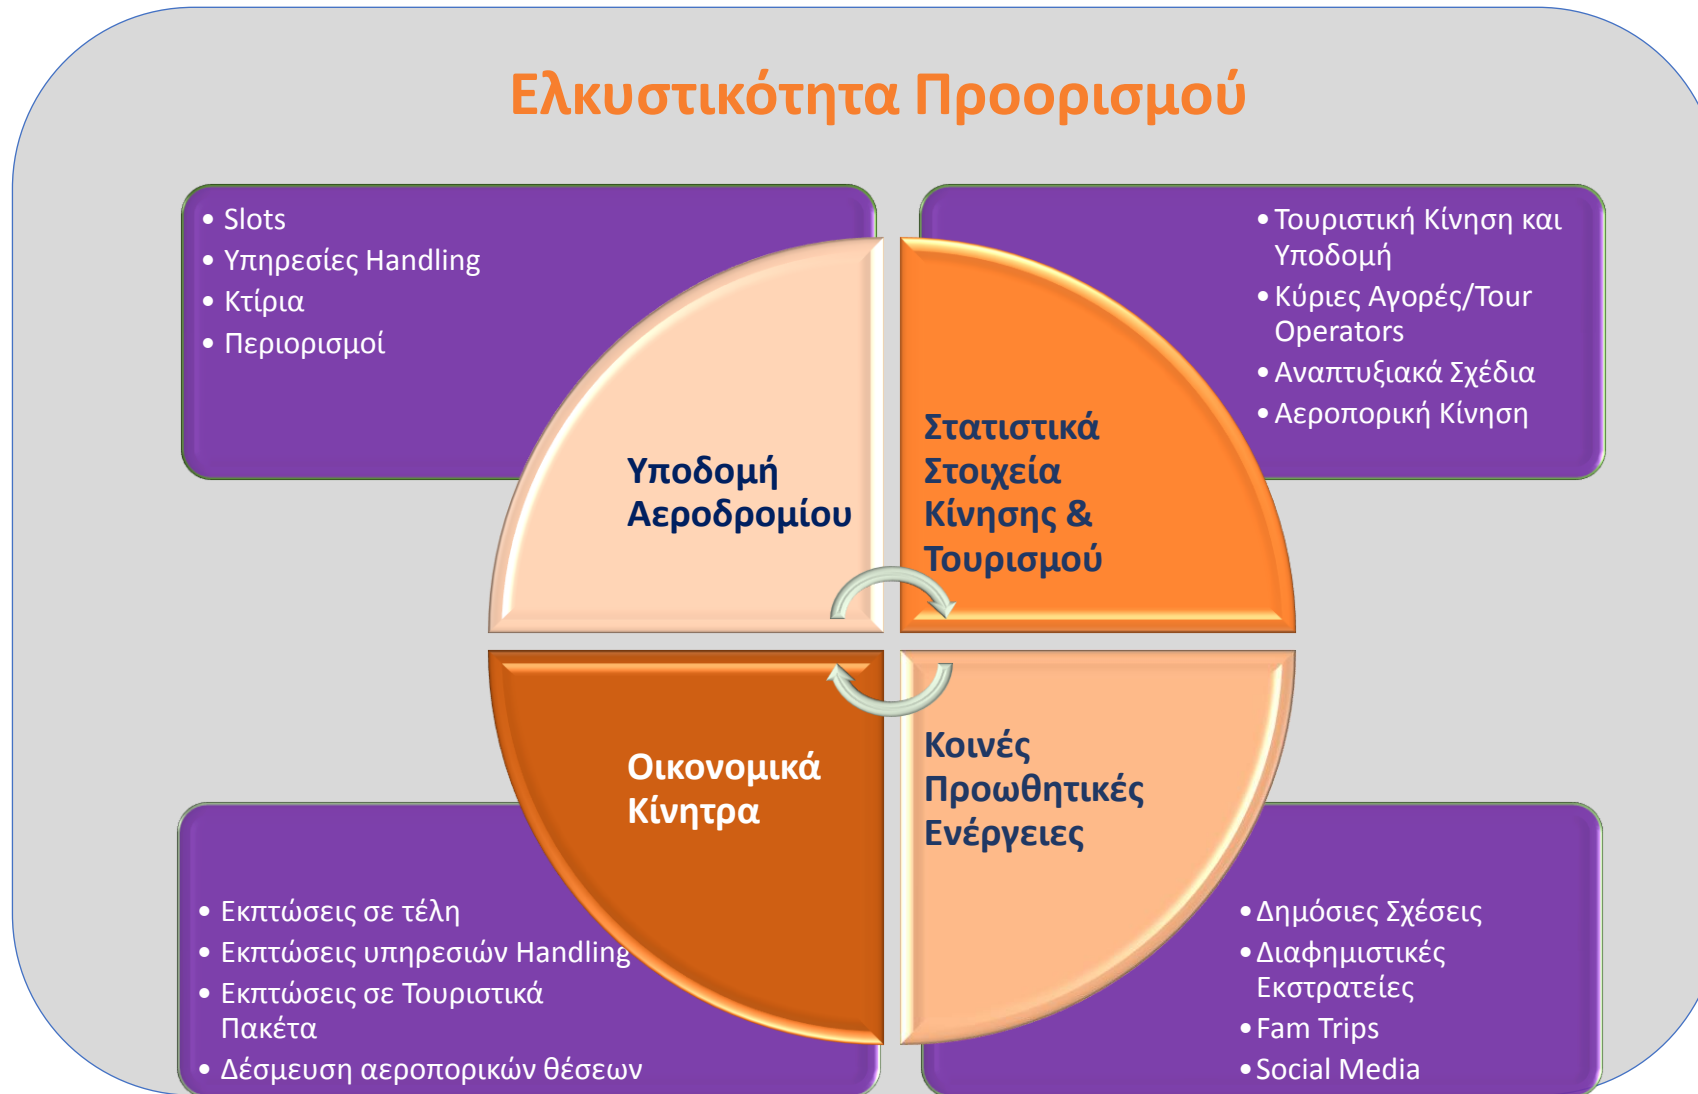 Ελκυστικότητα Προορισμού
• Slots
• Υπηρεσίες Handling
• Κτίρια
• Περιορισμοί
• Τουριστική Κίνηση και
Υποδομή
• Κύριες Αγορές/Tour
Operators
• Αναπτυξιακά Σχέδια
• Αεροπορική Κίνηση
Υποδομή
Αεροδρομίου
Στατιστικά
Στοιχεία
Κίνησης &
Τουρισμού
Οικονομικά
Κίνητρα
Κοινές
Προωθητικές
Ενέργειες
• Εκπτώσεις σε τέλη
• Εκπτώσεις υπηρεσιών Handling
• Εκπτώσεις σε Τουριστικά
Πακέτα
• Δέσμευση αεροπορικών θέσεων
• Δημόσιες Σχέσεις
• Διαφημιστικές
Εκστρατείες
• Fam Trips
• Social Media